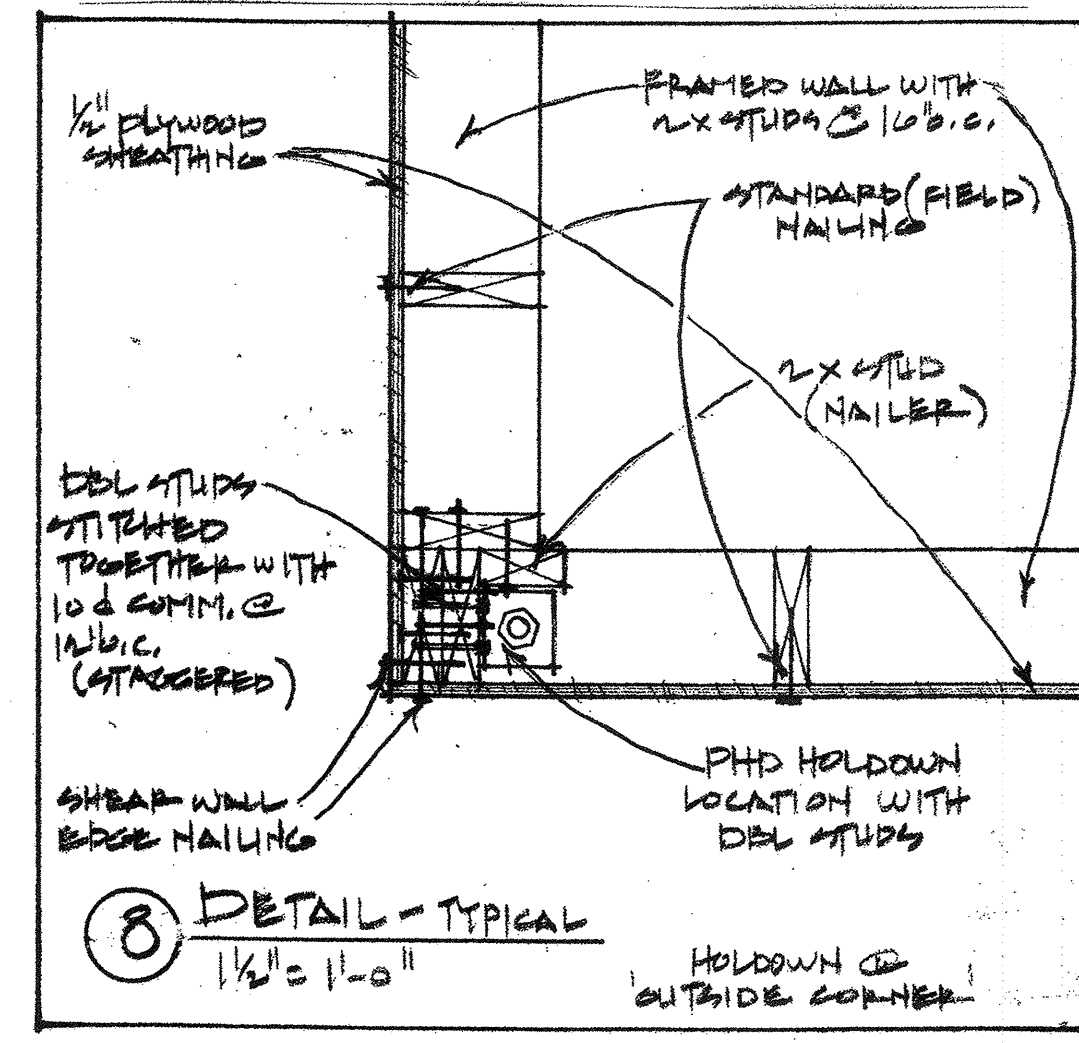 1/2" PLYWOOD
SHEATHING
FRAMED WALL WITH
2x STUDS @ 16" O.C.
STANDARD (FIELD)
NAILING
2 x STUD
(NAILER)
DBL STUDS
STITCHED
TOGETHER WITH
10d COMM. @
12" O.C.
(STAGGERED)
SHEAR WALL
EDGE NAILING
PHD HOLDOWN
LOCATION WITH
DBL STUDS
8 DETAIL - TYPICAL
1 1/2" = 1'-0"
HOLDOWN @
OUTSIDE CORNER